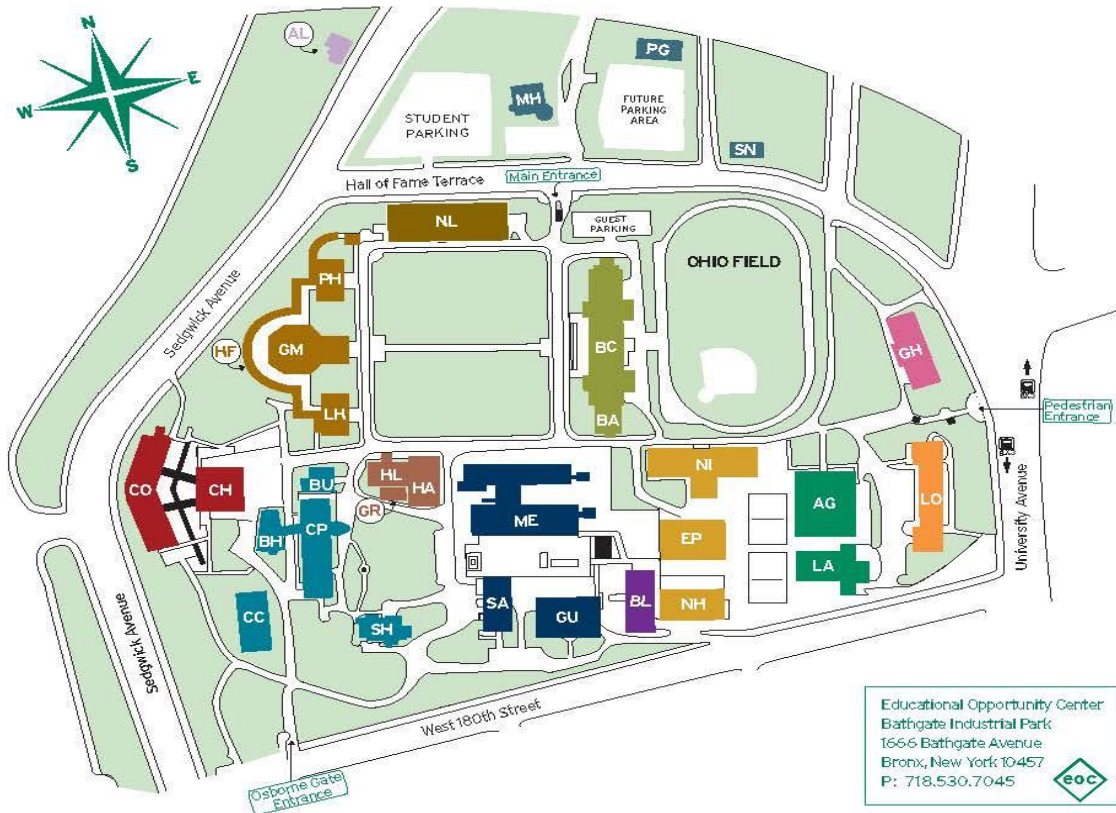 N
E
W
S
AL
PG
MH
STUDENT
PARKING
FUTURE
PARKING
AREA
SN
Main Entrance
Hall of Fame Terrace
NL
GUEST
PARKING
OHIO FIELD
PH
Sedgwick Avenue
HF
GM
BC
GH
LH
BA
Pedestrian
Entrance
CO
CH
BU
HL
HA
GR
CP
BH
ME
NI
EP
AG
LO
LA
University Avenue
CC
SH
SA
GU
BL
NH
Sedgwick Avenue
West 180th Street
Osborne Gate
Entrance
Educational Opportunity Center
Bathgate Industrial Park
1666 Bathgate Avenue
Bronx, New York 10457
P: 718.530.7045
eoc